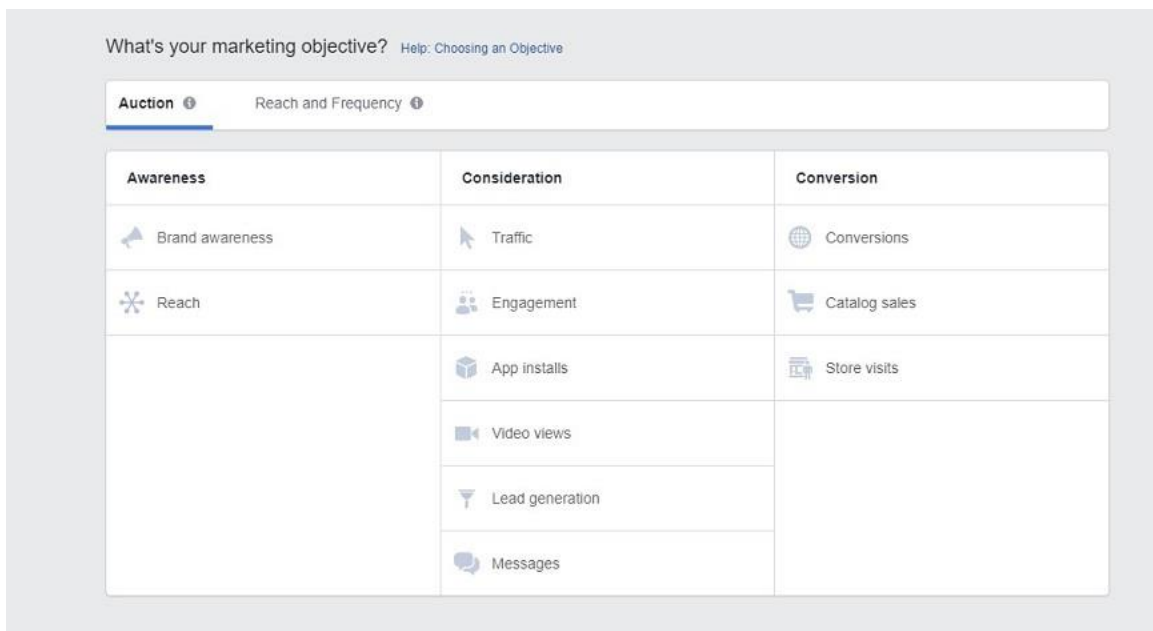 What's your marketing objective? Help: Choosing an Objective
Auction Reach and Frequency
Awareness Consideration Conversion
Brand awareness Traffic Conversions
Reach Engagement Catalog sales
App installs Store visits
Video views
Lead generation
Messages